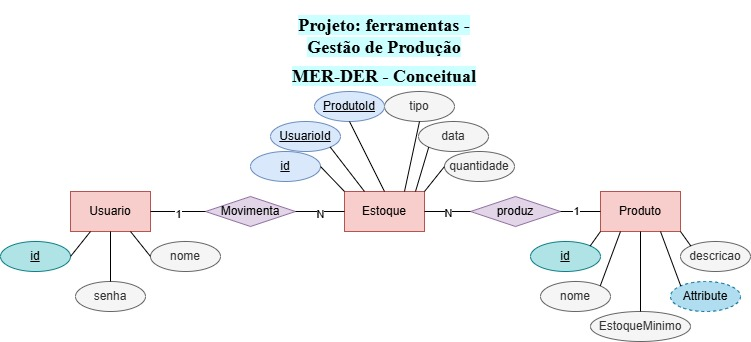 Projeto: ferramentas -
Gestão de Produção
MER-DER - Conceitual
ProdutoId
tipo
UsuarioId
data
id
quantidade
Usuario
1
Movimenta
N
Estoque
N
produz
1
Produto
id
nome
senha
id
descricao
nome
Attribute
EstoqueMinimo